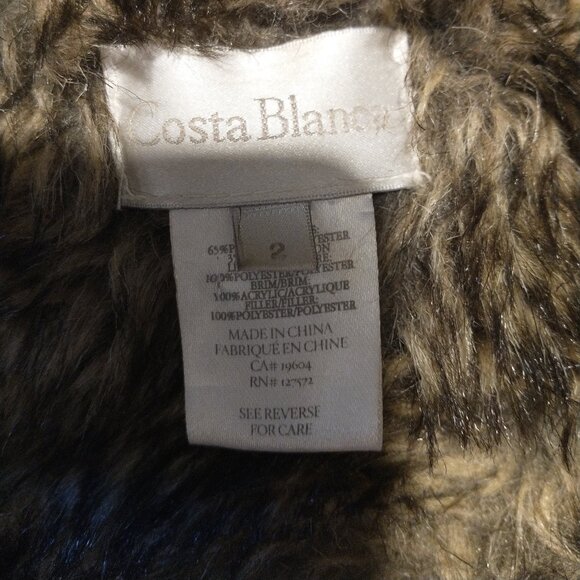 Costa Blanca
2
65%
100%POLYESTER/POLYESTER
BRIM/BRIM:
100%ACRYLIC/ACRYLIQUE
FILLER/FILLER:
100%POLYESTER/POLYESTER
MADE IN CHINA
FABRIQUÉ EN CHINE
CA# 19604
RN# 127572
SEE REVERSE
FOR CARE